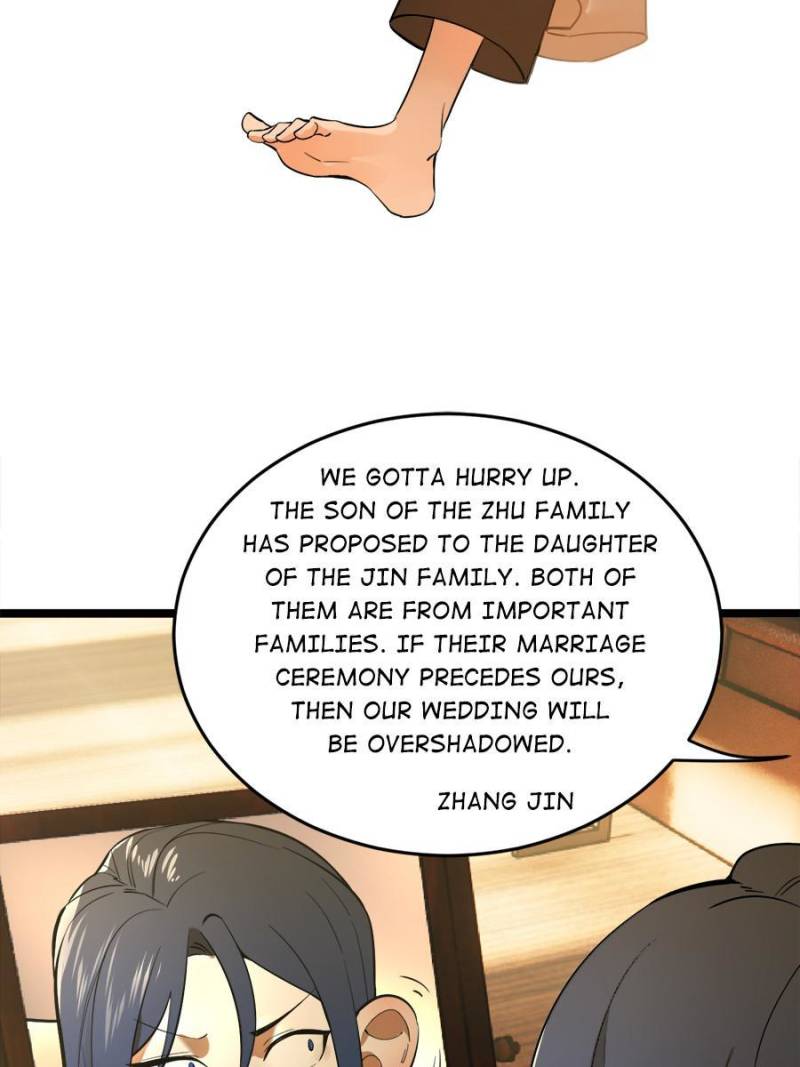 WE GOTTA HURRY UP.
THE SON OF THE ZHU FAMILY
HAS PROPOSED TO THE DAUGHTER
OF THE JIN FAMILY. BOTH OF
THEM ARE FROM IMPORTANT
FAMILIES. IF THEIR MARRIAGE
CEREMONY PRECEDES OURS,
THEN OUR WEDDING WILL
BE OVERSHADOWED.
ZHANG JIN